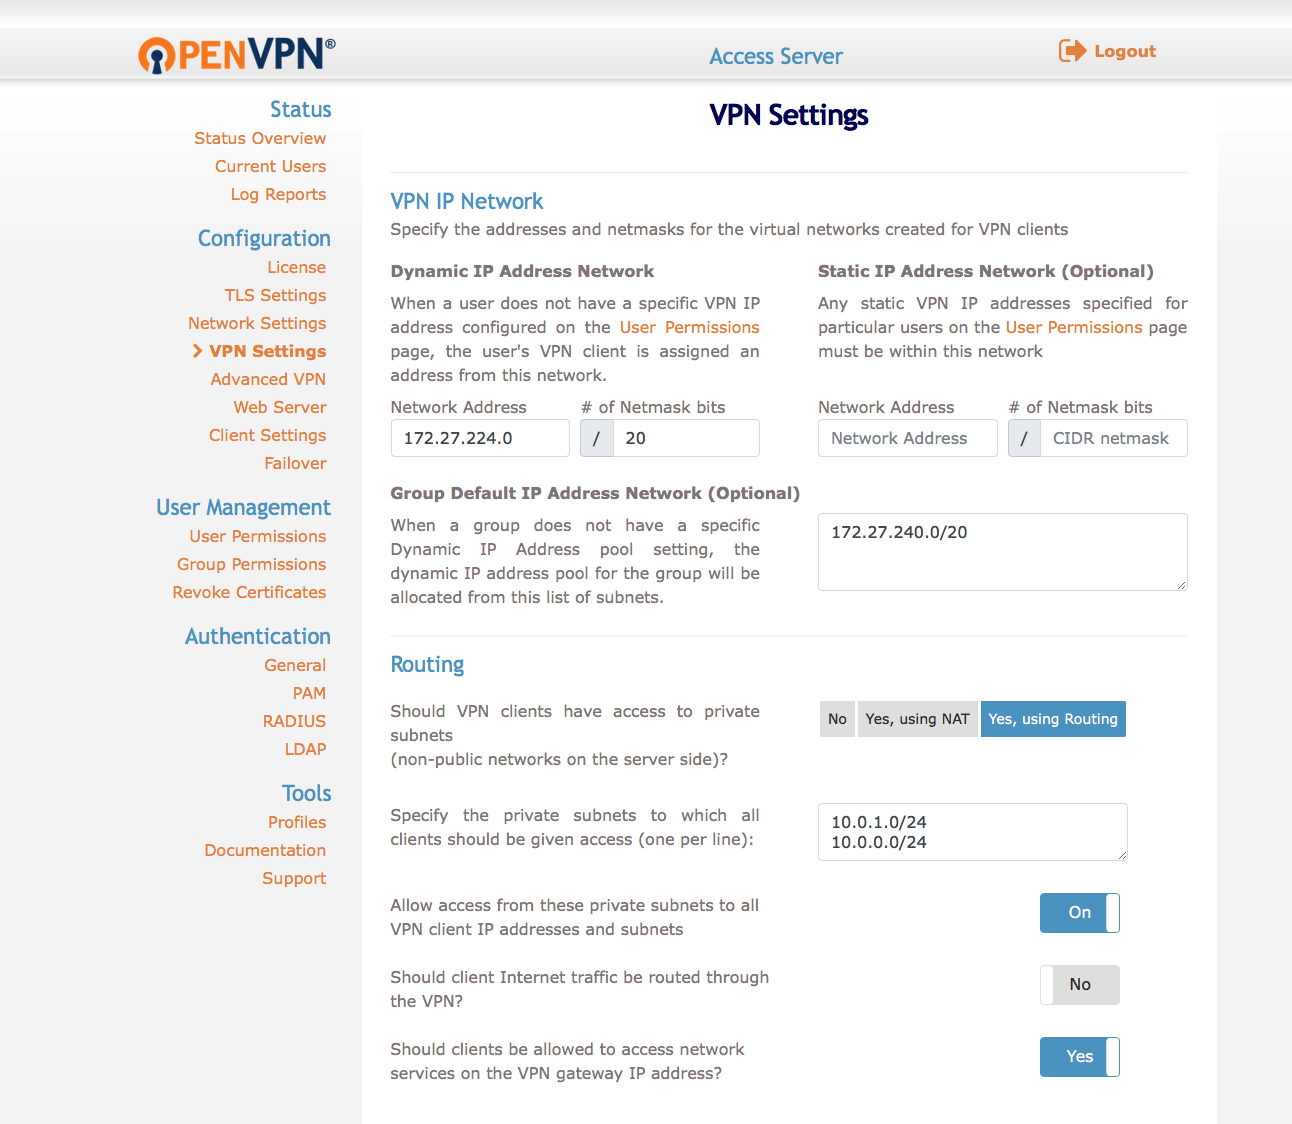 OPENVPN®
Access Server
Logout
Status
Status Overview
Current Users
Log Reports
Configuration
License
TLS Settings
Network Settings
VPN Settings
Advanced VPN
Web Server
Client Settings
Failover
User Management
User Permissions
Group Permissions
Revoke Certificates
Authentication
General
PAM
RADIUS
LDAP
Tools
Profiles
Documentation
Support
VPN Settings
VPN IP Network
Specify the addresses and netmasks for the virtual networks created for VPN clients
Dynamic IP Address Network
When a user does not have a specific VPN IP
address configured on the User Permissions
page, the user's VPN client is assigned an
address from this network.
Network Address
# of Netmask bits
172.27.224.0
/
20
Static IP Address Network (Optional)
Any static VPN IP addresses specified for
particular users on the User Permissions page
must be within this network
Network Address
# of Netmask bits
Network Address
/
CIDR netmask
Group Default IP Address Network (Optional)
When a group does not have a specific
Dynamic IP Address pool setting, the
dynamic IP address pool for the group will be
allocated from this list of subnets.
172.27.240.0/20
Routing
Should VPN clients have access to private
subnets
(non-public networks on the server side)?
No
Yes, using NAT
Yes, using Routing
Specify the private subnets to which all
clients should be given access (one per line):
10.0.1.0/24
10.0.0.0/24
Allow access from these private subnets to all
VPN client IP addresses and subnets
On
Should client Internet traffic be routed through
the VPN?
No
Should clients be allowed to access network
services on the VPN gateway IP address?
Yes